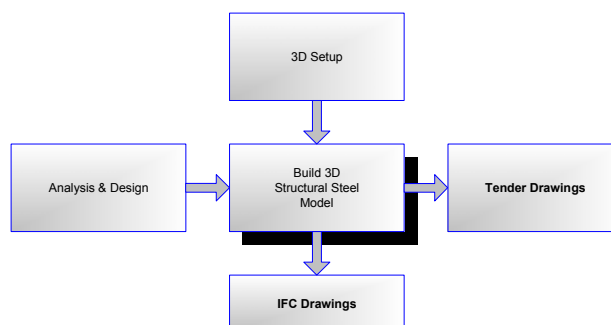 3D Setup
Analysis & Design
Build 3D
Structural Steel
Model
Tender Drawings
IFC Drawings